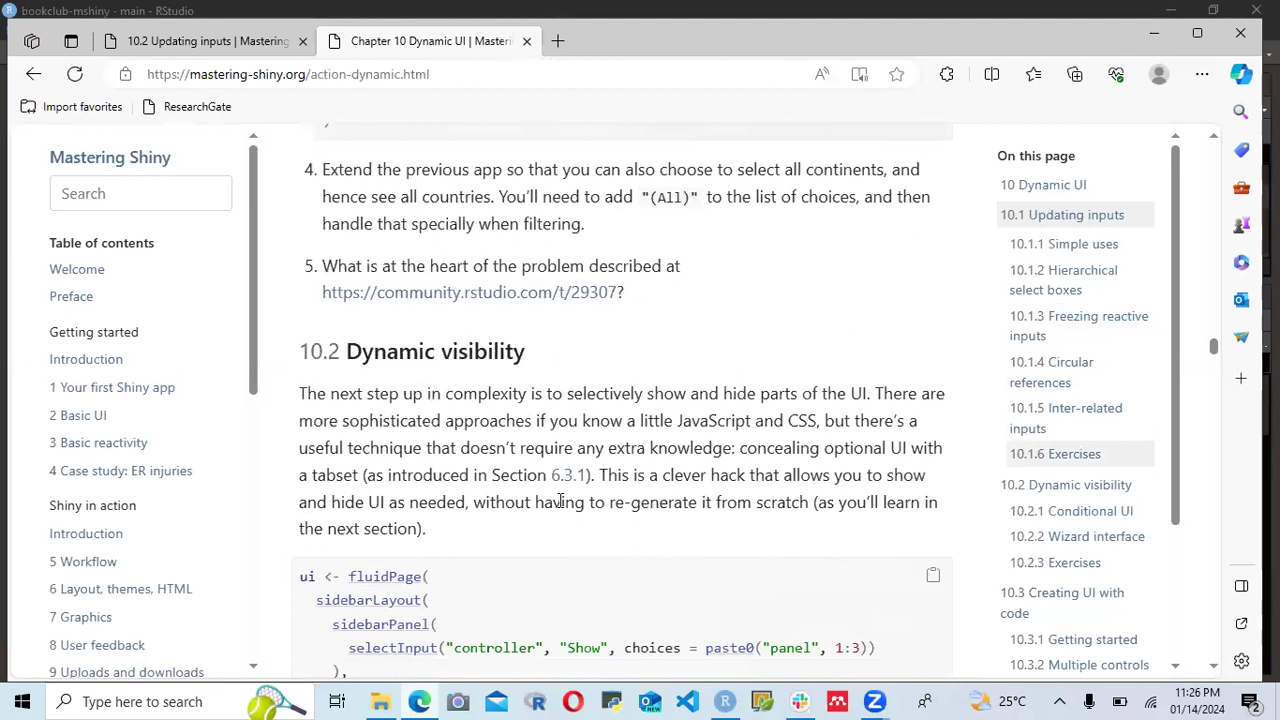 bookclub-mshiny - main - RStudio
10.2 Updating inputs | Mastering
Chapter 10 Dynamic UI | Masteri
https://mastering-shiny.org/action-dynamic.html
Import favorites
ResearchGate
Mastering Shiny
Search
Table of contents
Welcome
Preface
Getting started
Introduction
1 Your first Shiny app
2 Basic UI
3 Basic reactivity
4 Case study: ER injuries
Shiny in action
Introduction
5 Workflow
6 Layout, themes, HTML
7 Graphics
8 User feedback
9 Uploads and downloads
4. Extend the previous app so that you can also choose to select all continents, and
hence see all countries. You'll need to add "(All)" to the list of choices, and then
handle that specially when filtering.
5. What is at the heart of the problem described at
https://community.rstudio.com/t/29307?
10.2 Dynamic visibility
The next step up in complexity is to selectively show and hide parts of the UI. There are
more sophisticated approaches if you know a little JavaScript and CSS, but there's a
useful technique that doesn't require any extra knowledge: concealing optional UI with
a tabset (as introduced in Section 6.3.1). This is a clever hack that allows you to show
and hide UI as needed, without having to re-generate it from scratch (as you'll learn in
the next section).
ui <- fluidPage(
sidebarLayout(
sidebarPanel(
selectInput("controller", "Show", choices = paste0("panel", 1:3))
),
On this page
10 Dynamic UI
10.1 Updating inputs
10.1.1 Simple uses
10.1.2 Hierarchical
select boxes
10.1.3 Freezing reactive
inputs
10.1.4 Circular
references
10.1.5 Inter-related
inputs
10.1.6 Exercises
10.2 Dynamic visibility
10.2.1 Conditional UI
10.2.2 Wizard interface
10.2.3 Exercises
10.3 Creating UI with
code
10.3.1 Getting started
10.3.2 Multiple controls
Type here to search
25°C
11:26 PM
01/14/2024
2